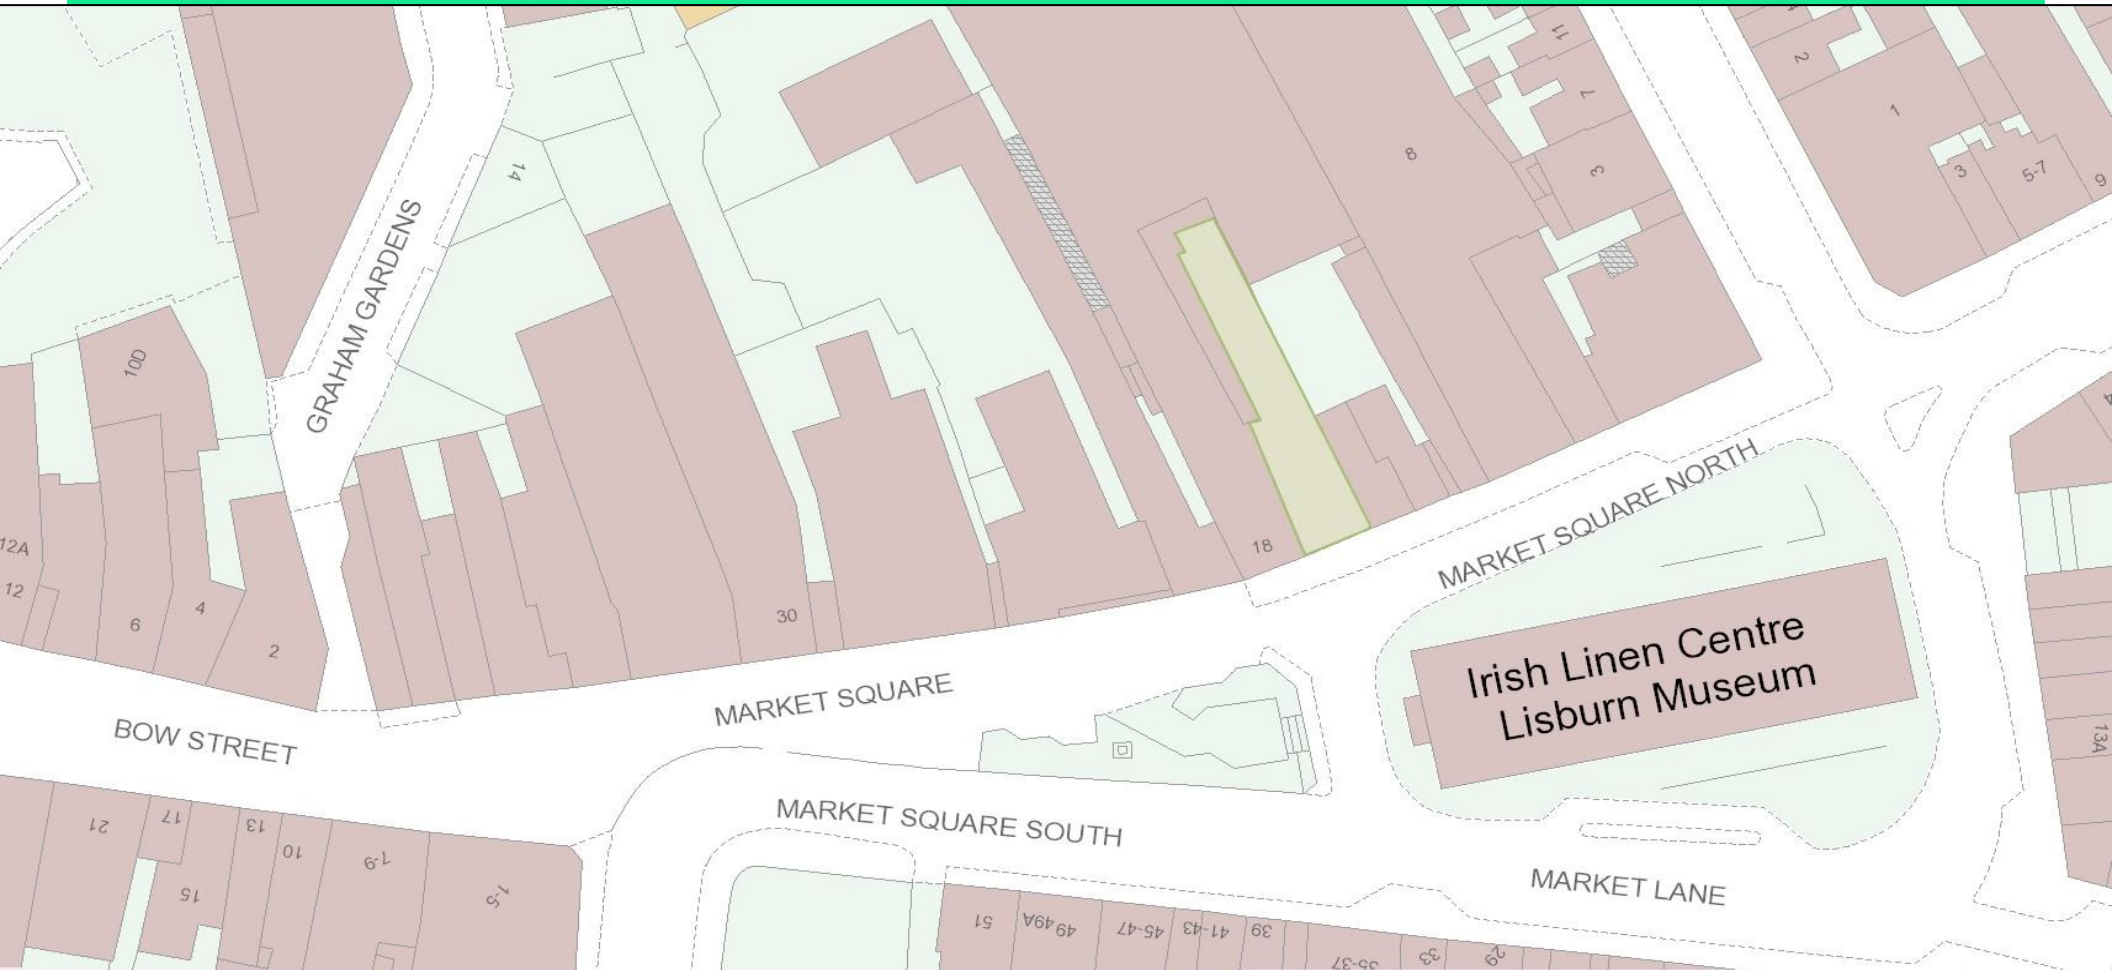 11
2
7
1
8
14
3
3
5-7
9
GRAHAM GARDENS
10D
4
MARKET SQUARE NORTH
12A
18
12
4
6
30
2
Irish Linen Centre
Lisburn Museum
MARKET SQUARE
BOW STREET
13A
MARKET SQUARE SOUTH
21
17
13
10
7-9
15
1-5
MARKET LANE
51
49A
49
45-47
41-43
39
35-37
33
29